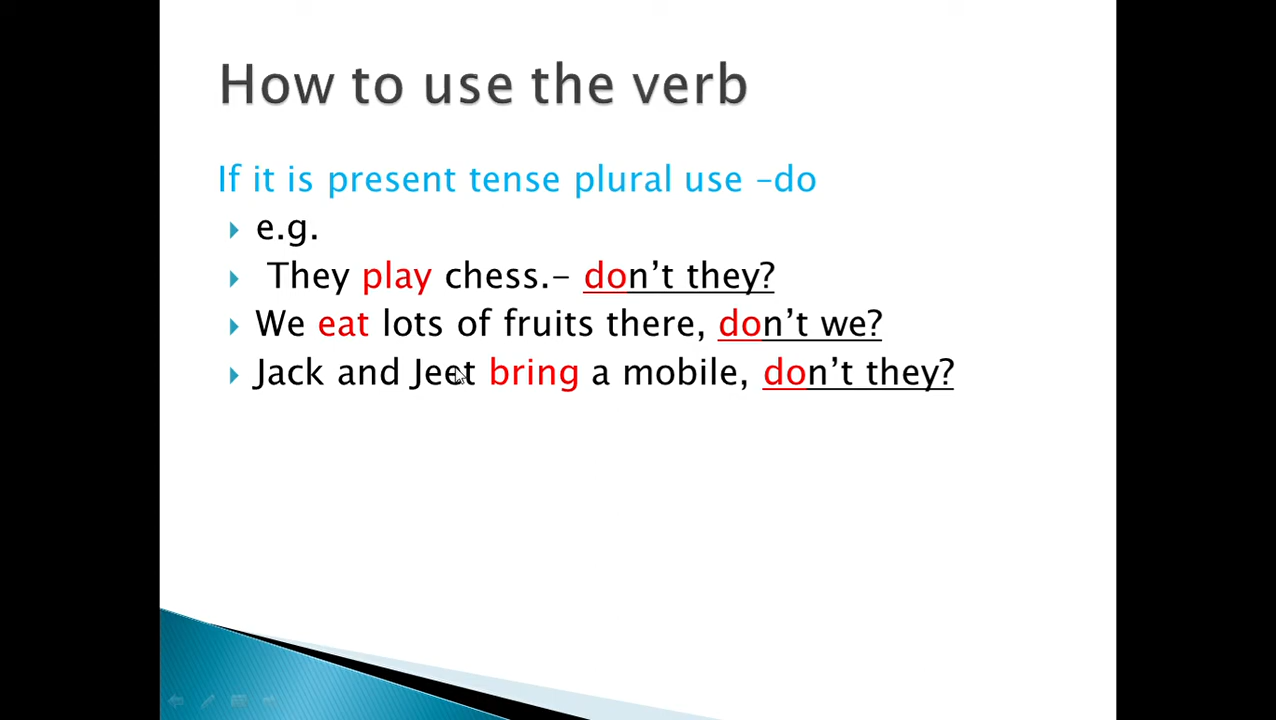 How to use the verb
If it is present tense plural use –do
e.g.
They play chess.- don’t they?
We eat lots of fruits there, don’t we?
Jack and Jeet bring a mobile, don’t they?